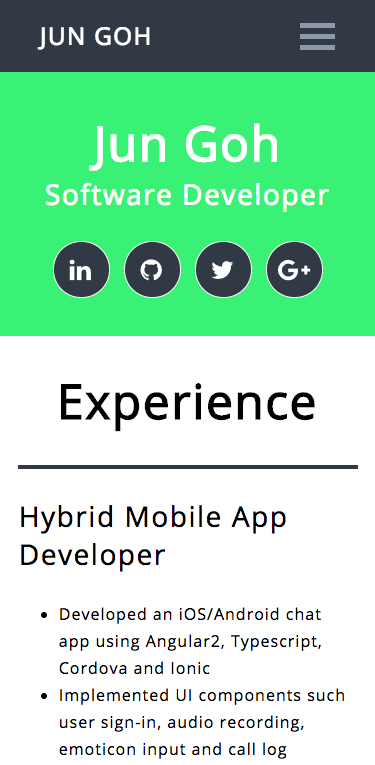 JUN GOH
Jun Goh
Software Developer
in
G+
Experience
Hybrid Mobile App
Developer
• Developed an iOS/Android chat
app using Angular2, Typescript,
Cordova and Ionic
• Implemented UI components such
user sign-in, audio recording,
emoticon input and call log